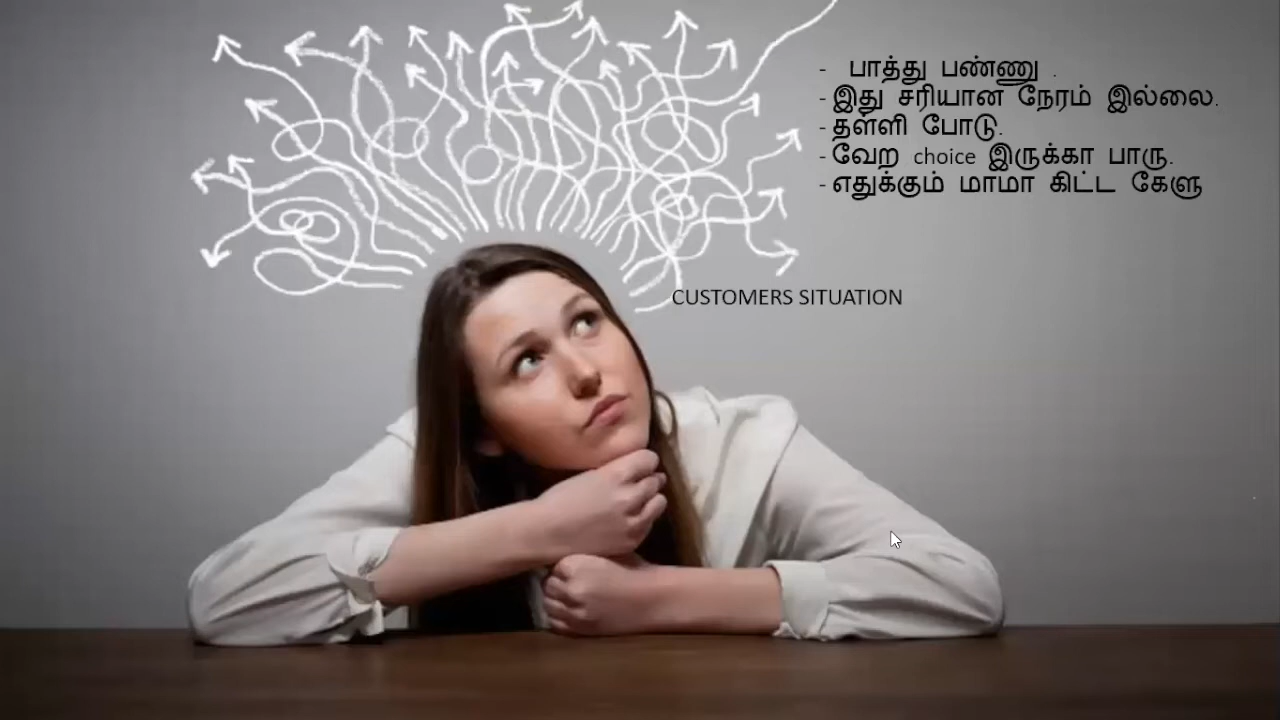 - பாத்து பண்ணு .
- இது சரியான நேரம் இல்லை.
- தள்ளி போடு.
- வேற choice இருக்கா பாரு.
- எதுக்கும் மாமா கிட்ட கேளு
CUSTOMERS SITUATION